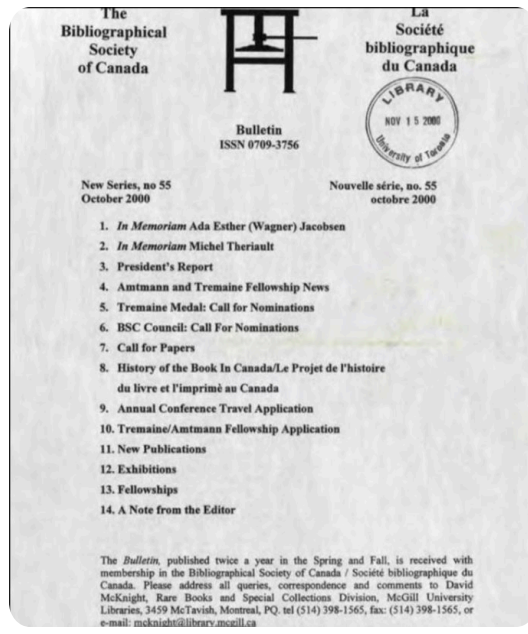 The
Bibliographical
Society
of Canada
La
Société
bibliographique
du Canada
LIBRARY
NOV 15 2000
University of Toronto
Bulletin
ISSN 0709-3756
New Series, no 55
October 2000
Nouvelle série, no. 55
octobre 2000
1. In Memoriam Ada Esther (Wagner) Jacobsen
2. In Memoriam Michel Theriault
3. President's Report
4. Amtmann and Tremaine Fellowship News
5. Tremaine Medal: Call for Nominations
6. BSC Council: Call For Nominations
7. Call for Papers
8. History of the Book In Canada/Le Projet de l'histoire
du livre et l'imprimè au Canada
9. Annual Conference Travel Application
10. Tremaine/Amtmann Fellowship Application
11. New Publications
12. Exhibitions
13. Fellowships
14. A Note from the Editor
The Bulletin, published twice a year in the Spring and Fall, is received with
membership in the Bibliographical Society of Canada / Société bibliographique du
Canada. Please address all queries, correspondence and comments to David
McKnight, Rare Books and Special Collections Division, McGill University
Libraries, 3459 McTavish, Montreal, PQ. tel (514) 398-1565, fax: (514) 398-1565, or
e-mail: mcknight@library.mcgill.ca